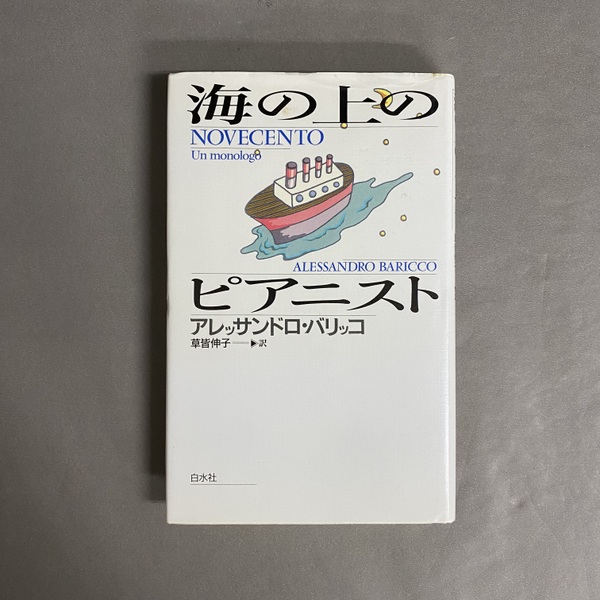 海の上の
NOVECENTO
Un monologo
ALESSANDRO BARICCO
ピアニスト
アレッサンドロ・バリッコ
草皆伸子──▶訳
白水社